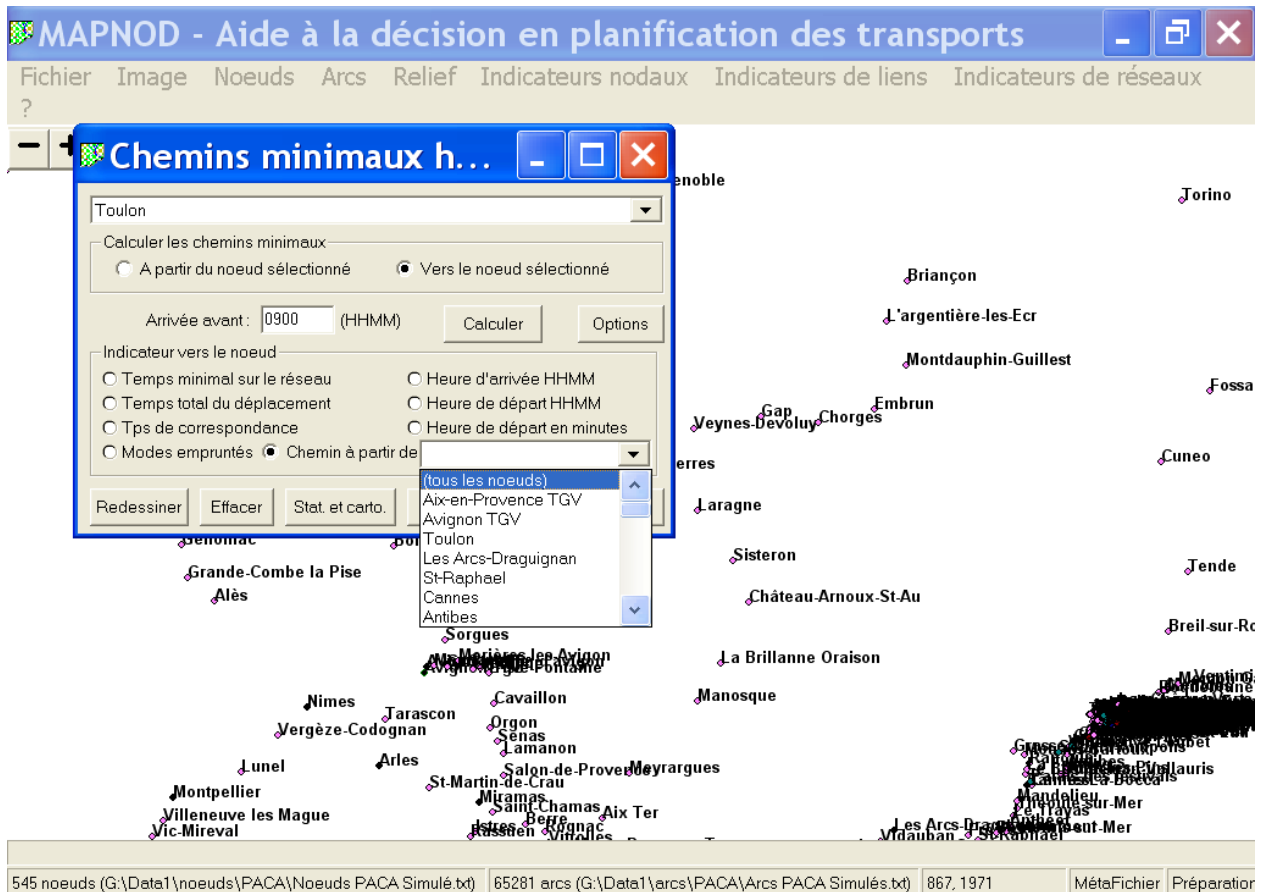 MAPNOD - Aide à la décision en planification des transports
Fichier Image Noeuds Arcs Relief Indicateurs nodaux Indicateurs de liens Indicateurs de réseaux
?
Chemins minimaux h...
Toulon
Calculer les chemins minimaux
A partir du noeud sélectionné Vers le noeud sélectionné
Arrivée avant : 0900 (HHMM) Calculer Options
Indicateur vers le noeud
Temps minimal sur le réseau Heure d'arrivée HHMM
Temps total du déplacement Heure de départ HHMM
Tps de correspondance Heure de départ en minutes
Modes empruntés Chemin à partir de
(tous les noeuds)
Aix-en-Provence TGV
Avignon TGV
Toulon
Les Arcs-Draguignan
St-Raphael
Cannes
Antibes
Redessiner Effacer Stat. et carto.
enoble
Torino
Briançon
L'argentière-les-Ecr
Montdauphin-Guillest
Fossa
Embrun
Gap
Chorges
Veynes-Devoluy
erres
Cuneo
Laragne
Genolhac
Sisteron
Grande-Combe la Pise
Tende
Alès
Château-Arnoux-St-Au
Breil-sur-Ro
Sorgues
La Brillanne Oraison
Cavaillon
Manosque
Nimes
Tarascon
Vergèze-Codognan
Orgon
Sénas
Lamanon
Lunel
Arles
Salon-de-Provence
Meyrargues
St-Martin-de-Crau
Montpellier
Miramas
Villeneuve les Mague
Saint-Chamas
Aix Ter
Vic-Mireval
Istres
Berre
Rognac
Rassuen
Vitrolles
Mandelieu
Théoule sur-Mer
Le Trayas
Vidauban
545 noeuds (G:\Data1\noeuds\PACA\Noeuds PACA Simulé.txt) 65281 arcs (G:\Data1\arcs\PACA\Arcs PACA Simulés.txt) 867, 1971 MétaFichier Préparation